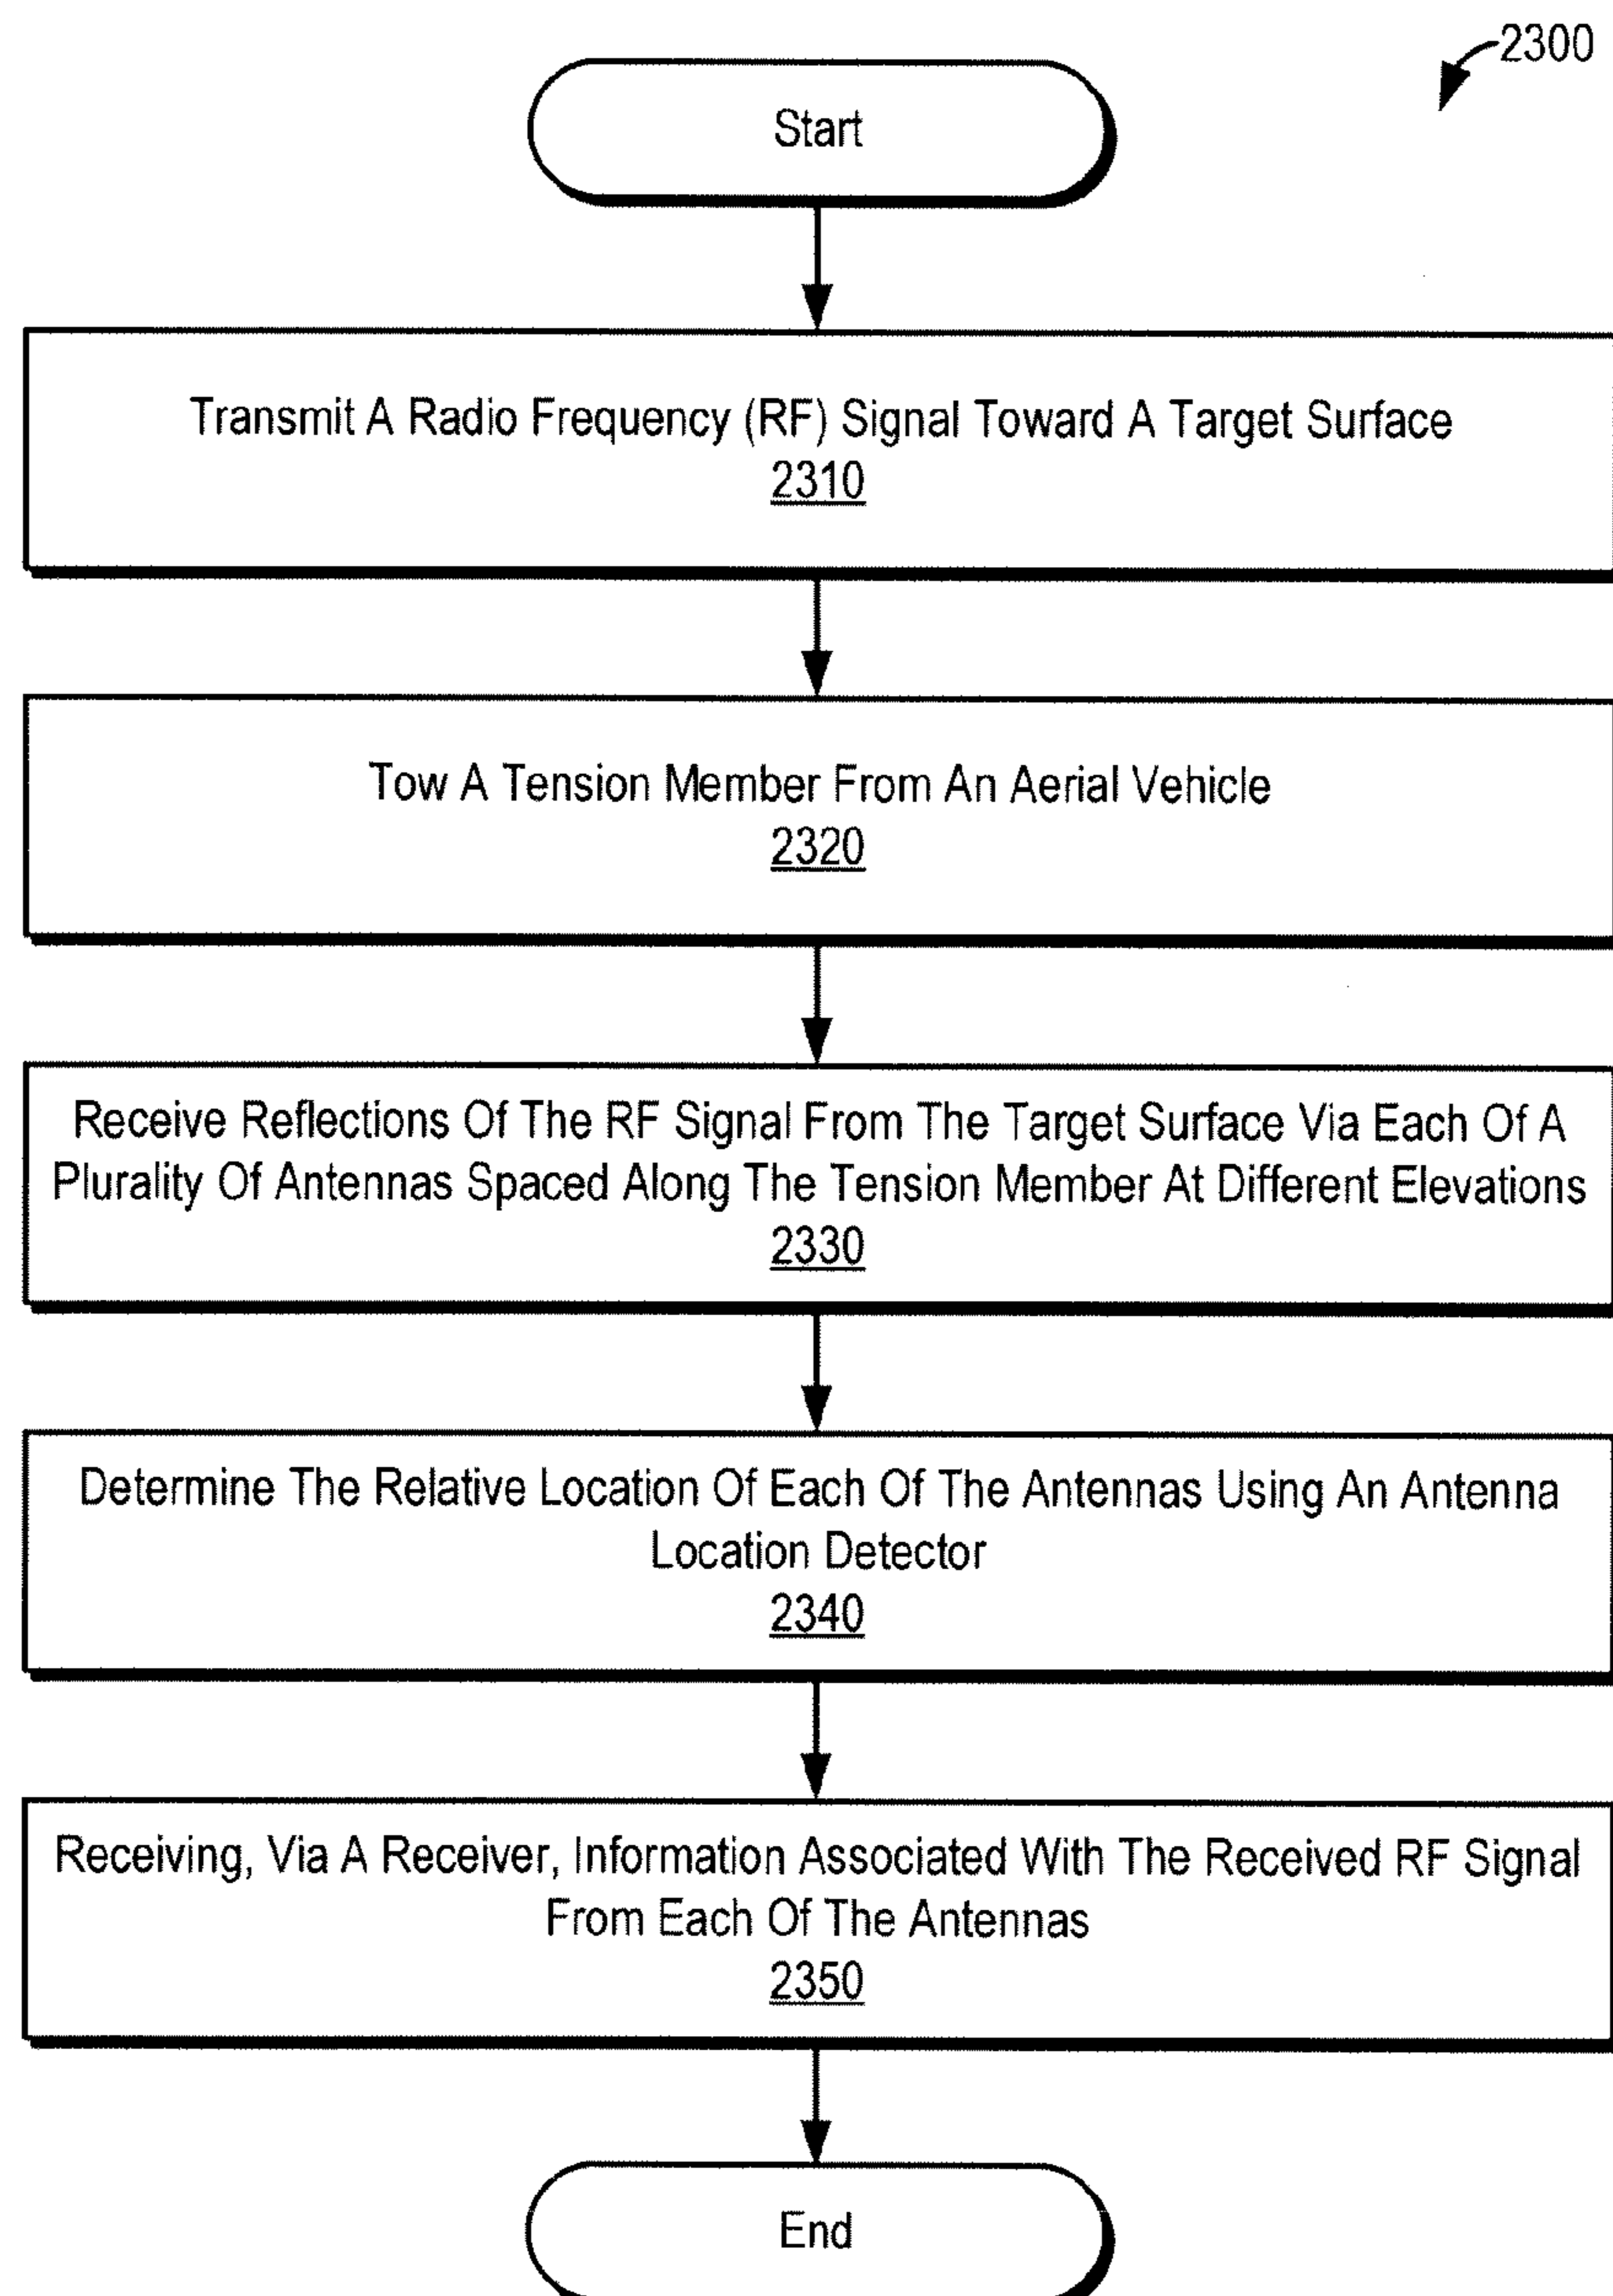 2300
Start
Transmit A Radio Frequency (RF) Signal Toward A Target Surface
2310
Tow A Tension Member From An Aerial Vehicle
2320
Receive Reflections Of The RF Signal From The Target Surface Via Each Of A
Plurality Of Antennas Spaced Along The Tension Member At Different Elevations
2330
Determine The Relative Location Of Each Of The Antennas Using An Antenna
Location Detector
2340
Receiving, Via A Receiver, Information Associated With The Received RF Signal
From Each Of The Antennas
2350
End